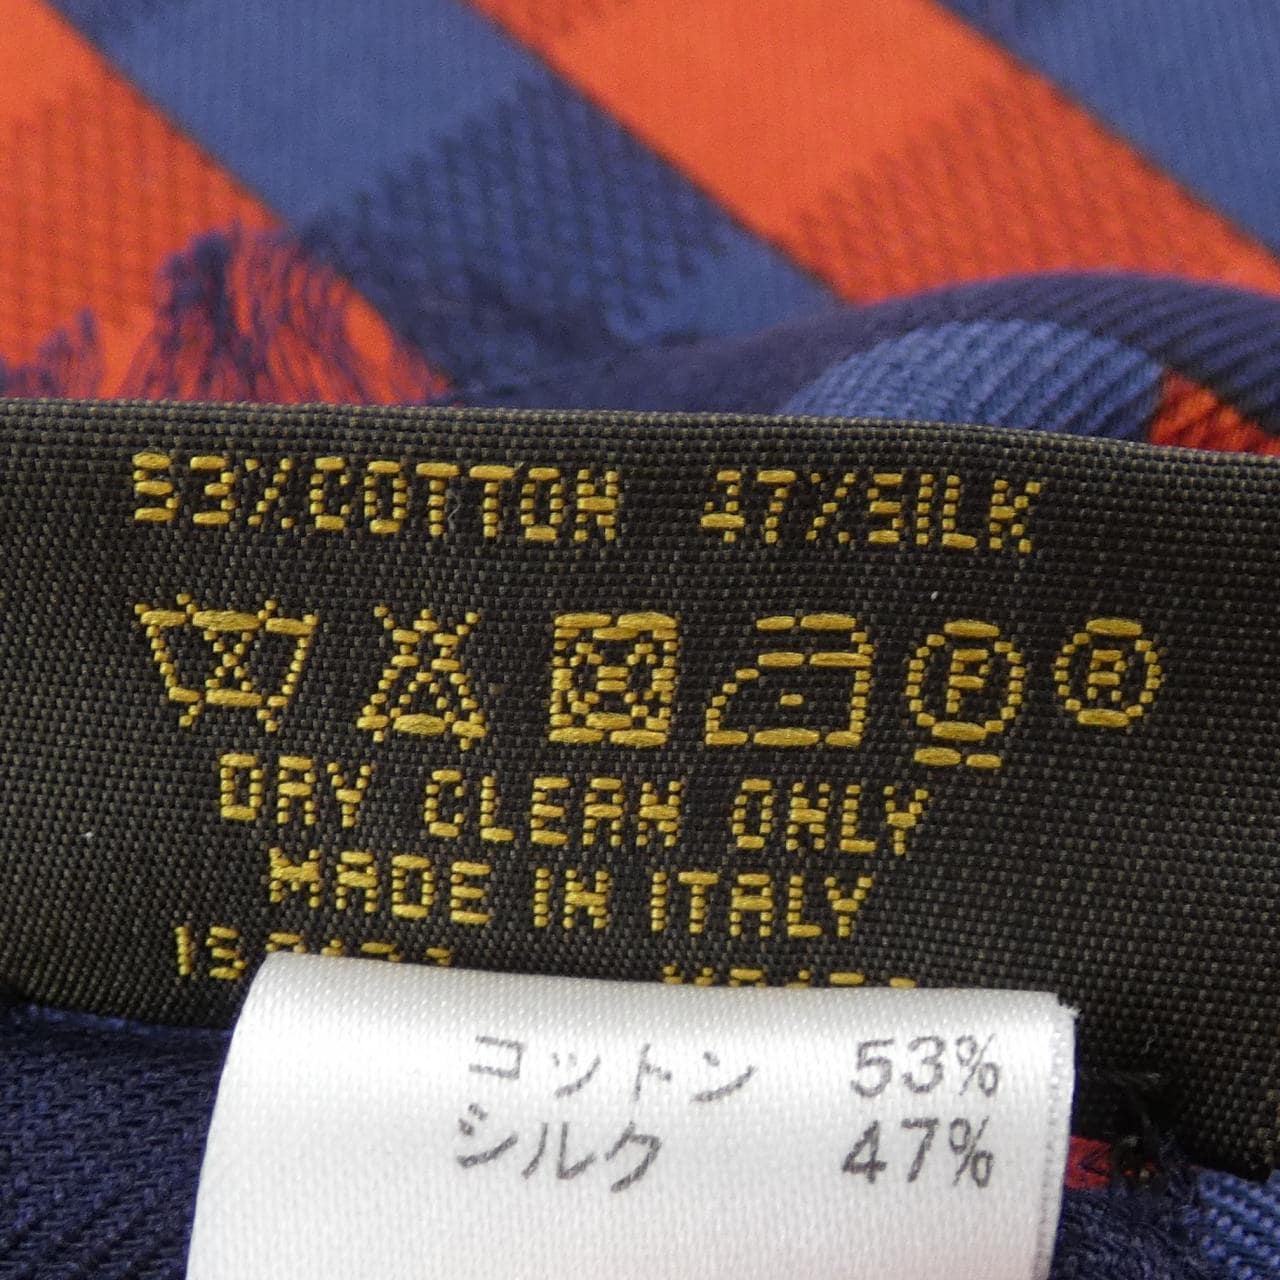 53%COTTON 47%SILK
P R
DRY CLEAN ONLY
MADE IN ITALY
コットン 53%
シルク 47%